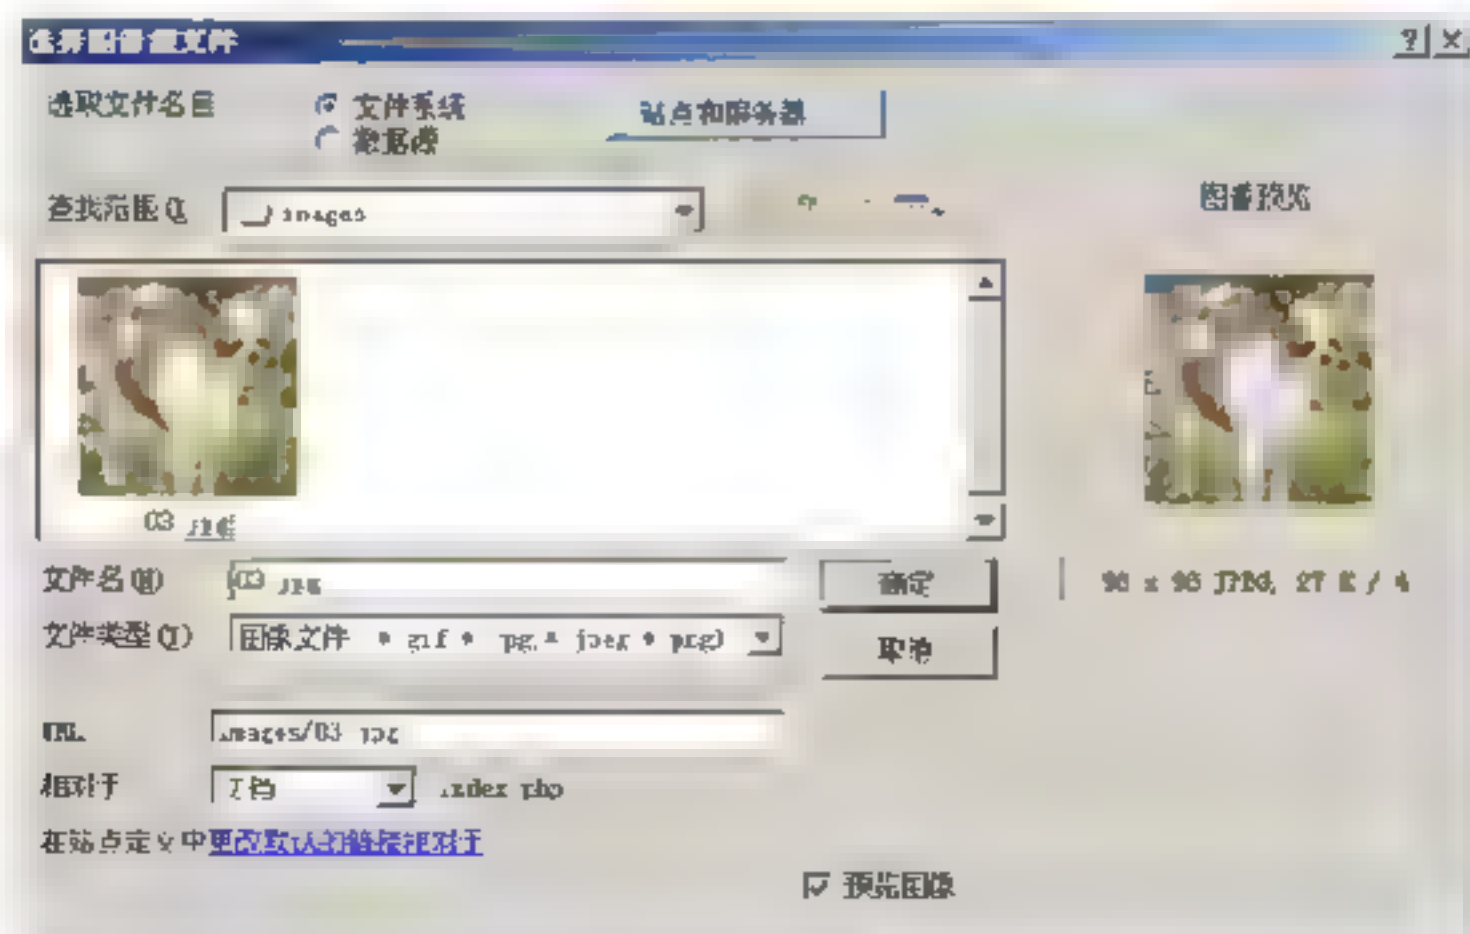 选择图像源文件
选取文件名自 文件系统 站点和服务器
数据源
查找范围(I) images
图像预览
03.jpg
文件名(N) 03.jpg 确定
文件类型(T) 图像文件 *.gif *.jpg *.jpeg *.png) 取消
URL images/03.jpg
相对于 文档 index.php
在站点定义中更改默认的链接相对于
预览图像